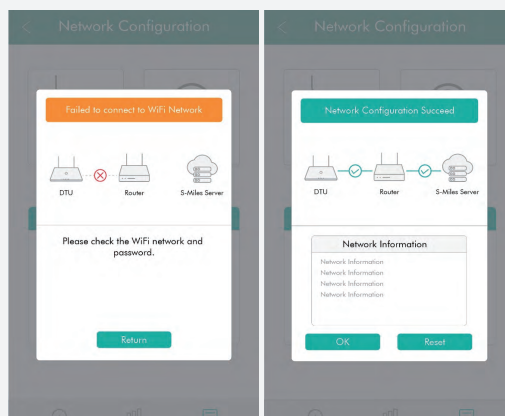 Network Configuration
Failed to connect to WiFi Network
DTU
Router
S-Miles Server
Please check the WiFi network and
password.
Return
Network Configuration
Network Configuration Succeed
DTU
Router
S-Miles Server
Network Information
Network Information
Network Information
Network Information
Network Information
OK
Reset